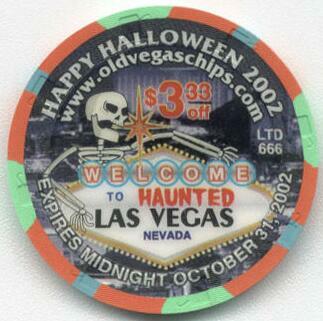 HAPPY HALLOWEEN 2002
www.oldvegaschips.com
$3.33
off
LTD
666
WELCOME
TO HAUNTED
LAS VEGAS
NEVADA
EXPIRES MIDNIGHT OCTOBER 31, 2002